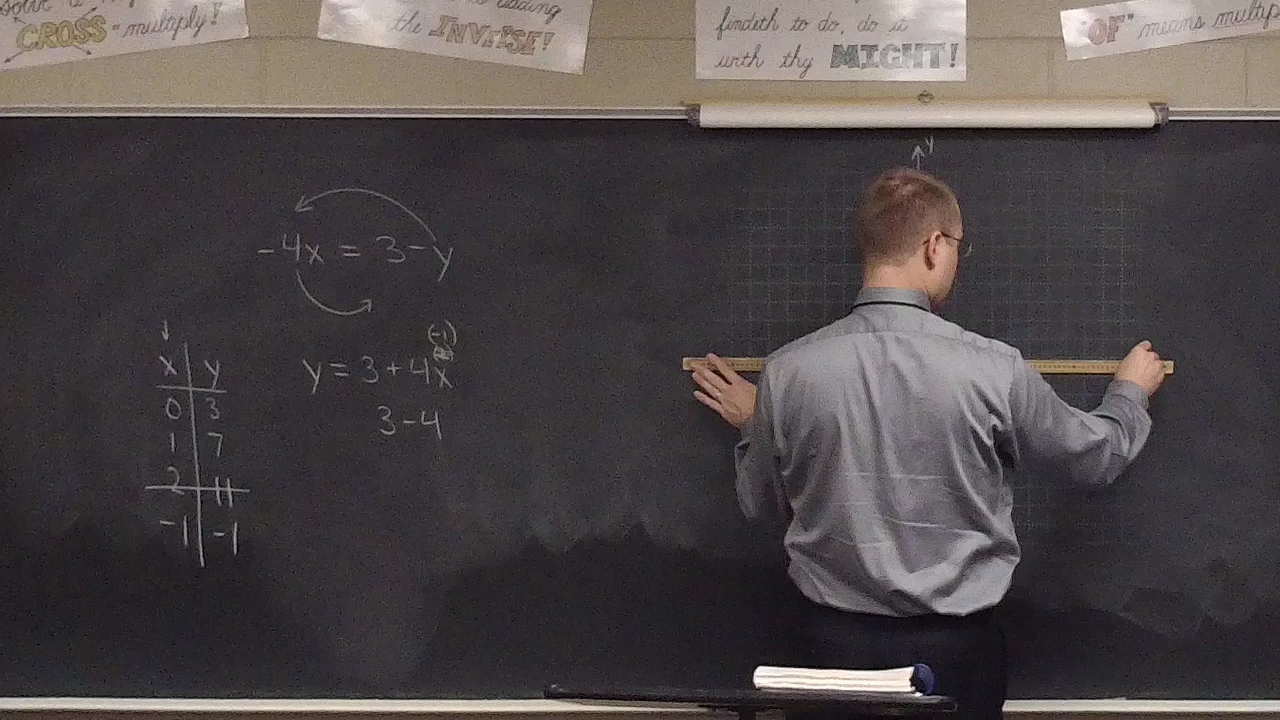 CROSS - multiply!
adding
the INVERSE!
findeth to do, do it
with thy MIGHT!
"OF" means
y
-4x = 3-y
(-1)
y = 3 + 4x
3-4
x y
0 3
1 7
2 11
-1 -1